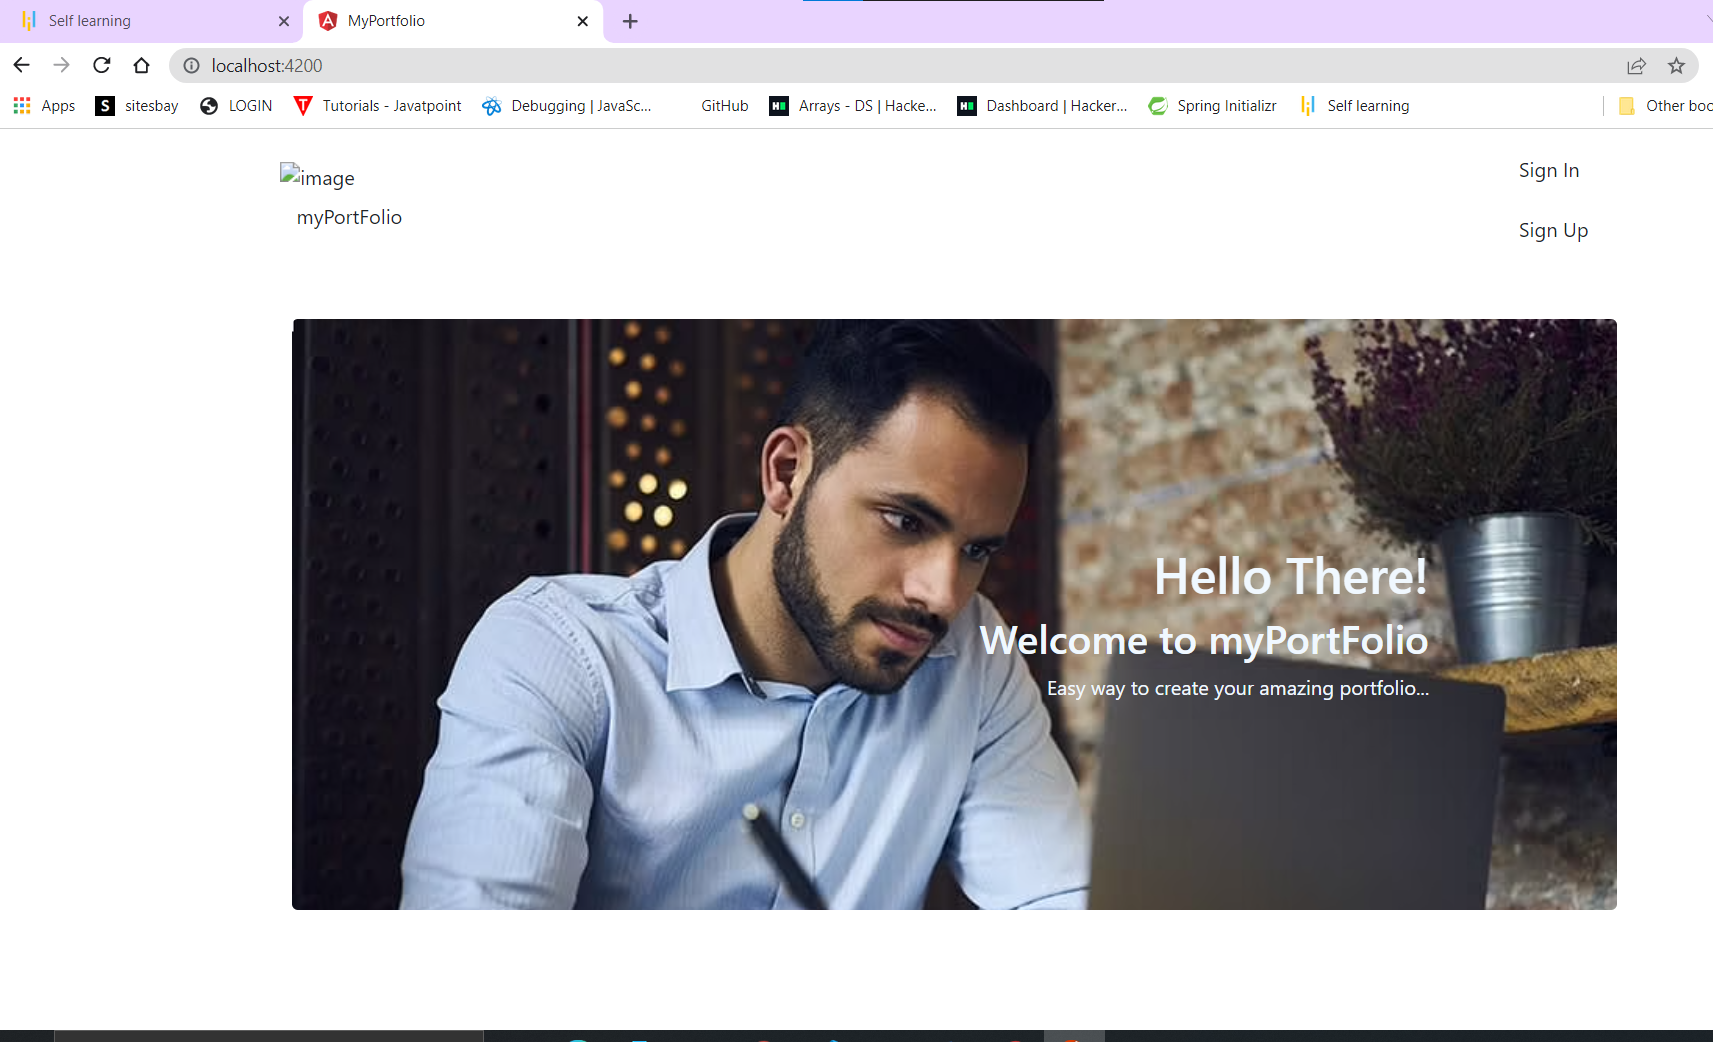 Self learning
MyPortfolio
localhost:4200
Apps
S sitesbay
LOGIN
T Tutorials - Javatpoint
Debugging | JavaSc...
GitHub
H Arrays - DS | Hacke...
H Dashboard | Hacker...
Spring Initializr
Self learning
Other boo
image
myPortFolio
Sign In
Sign Up
Hello There!
Welcome to myPortFolio
Easy way to create your amazing portfolio...